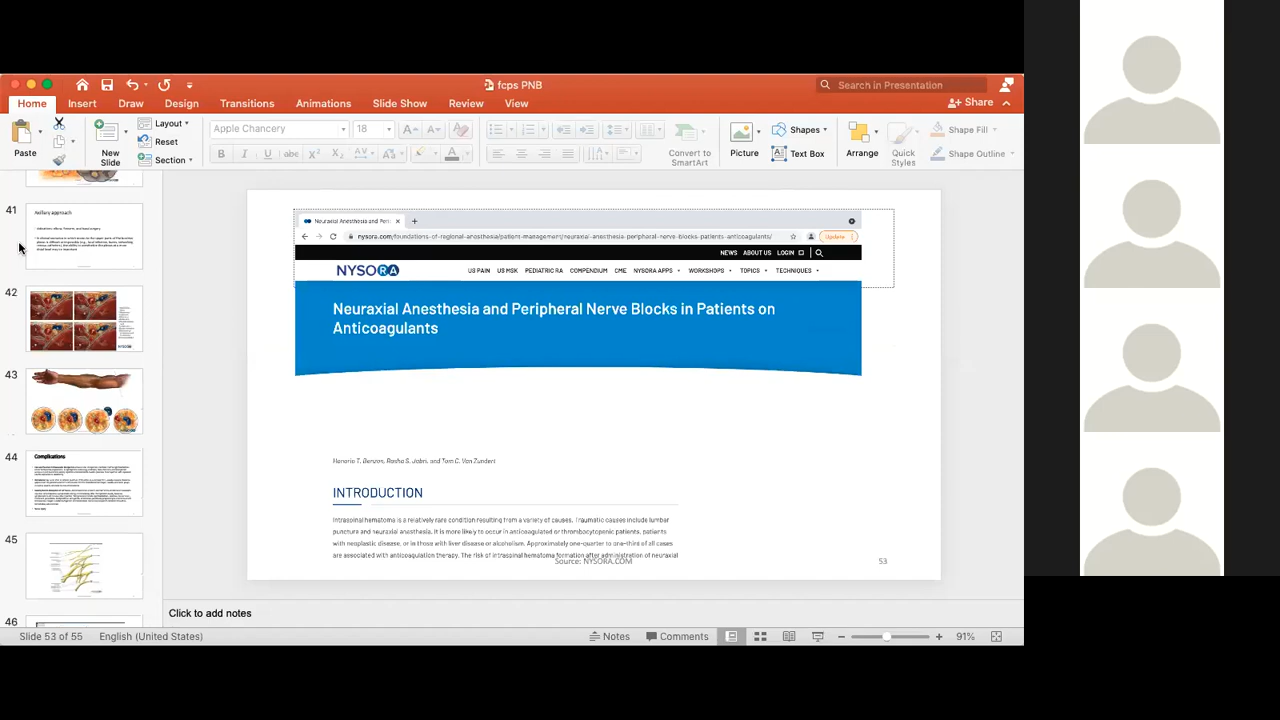 fcps PNB
Search in Presentation
Home Insert Draw Design Transitions Animations Slide Show Review View
Share
Paste
New Slide
Layout
Reset
Section
Apple Chancery 18
B I U abc X² X₂ AV Aa A
Convert to SmartArt
Picture
Shapes
Text Box
Arrange
Quick Styles
Shape Fill
Shape Outline
41
Axillary approach
42
43
44
Complications
45
46
Neuraxial Anesthesia and Peri
nysora.com/foundations-of-regional-anesthesia/patient-management/neuraxial-anesthesia-peripheral-nerve-blocks-patients-anticoagulants/
Update
NEWS ABOUT US LOGIN
NYSORA
US PAIN US MSK PEDIATRIC RA COMPENDIUM CME NYSORA APPS WORKSHOPS TOPICS TECHNIQUES
Neuraxial Anesthesia and Peripheral Nerve Blocks in Patients on
Anticoagulants
Honorio T. Benzon, Rasha S. Jabri, and Tom C. Van Zundert
INTRODUCTION
Intraspinal hematoma is a relatively rare condition resulting from a variety of causes. Traumatic causes include lumbar
puncture and neuraxial anesthesia. It is more likely to occur in anticoagulated or thrombocytopenic patients, patients
with neoplastic disease, or in those with liver disease or alcoholism. Approximately one-quarter to one-third of all cases
are associated with anticoagulation therapy. The risk of intraspinal hematoma formation after administration of neuraxial
Source: NYSORA.COM
53
Click to add notes
Slide 53 of 55 English (United States)
Notes Comments 91%